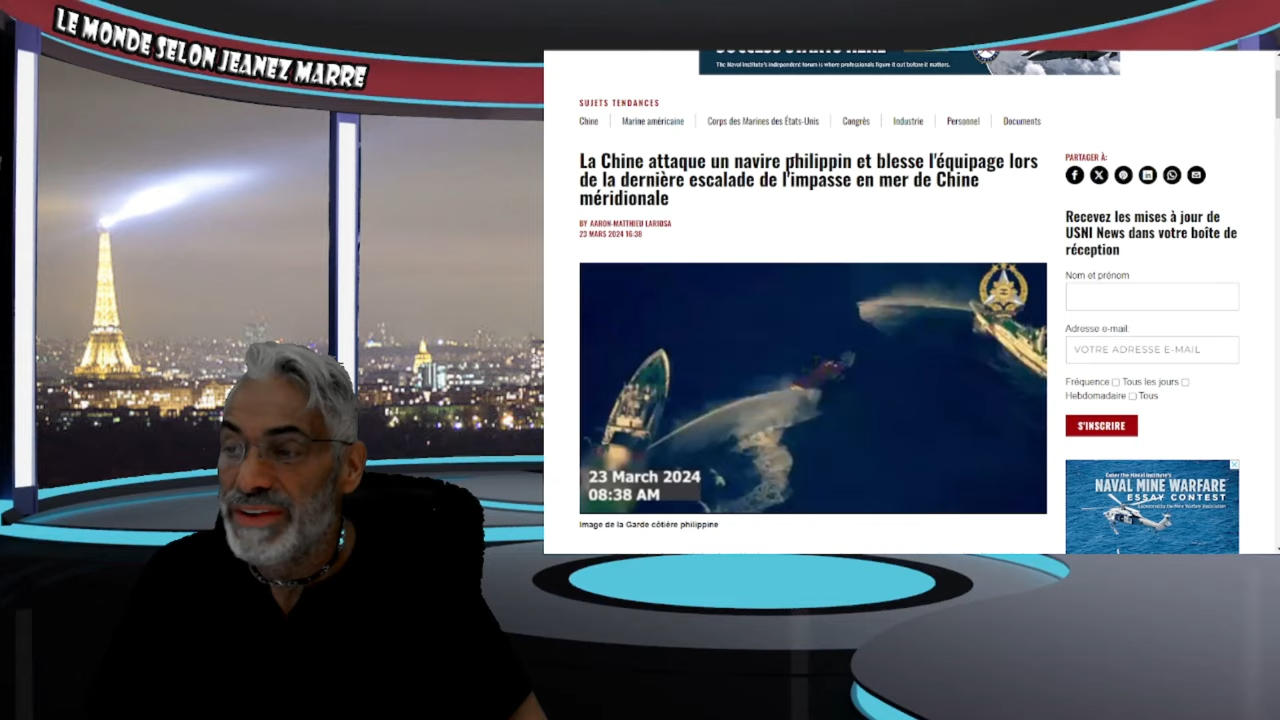 LE MONDE SELON JEANEZ MARRE
The Naval Institute's independent forum is where professionals figure it out before it matters.
SUJETS TENDANCES
Chine
Marine américaine
Corps des Marines des États-Unis
Congrès
Industrie
Personnel
Documents
La Chine attaque un navire philippin et blesse l'équipage lors
de la dernière escalade de l'impasse en mer de Chine
méridionale
BY AARON-MATTHIEU LARIOSA
23 MARS 2024 16:38
23 March 2024
08:38 AM
Image de la Garde côtière philippine
PARTAGER À:
Recevez les mises à jour de
USNI News dans votre boîte de
réception
Nom et prénom
Adresse e-mail:
VOTRE ADRESSE E-MAIL
Fréquence Tous les jours
Hebdomadaire Tous
S'INSCRIRE
Enter the Naval Institute's
NAVAL MINE WARFARE
ESSAY CONTEST